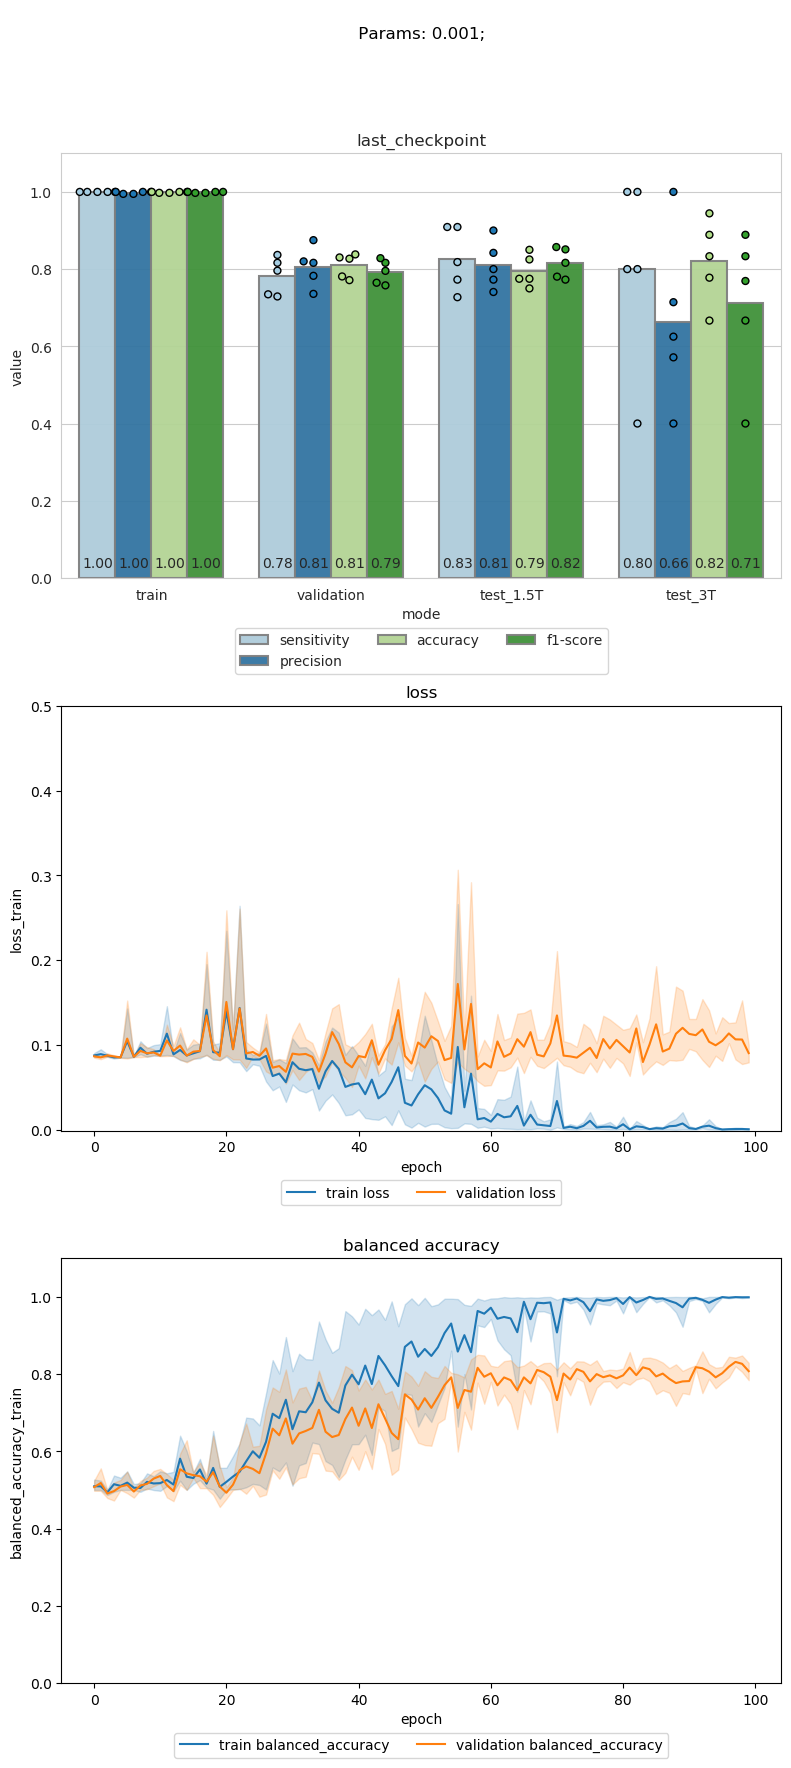 Params: 0.001;
last_checkpoint
value
1.0
0.8
0.6
0.4
0.2
0.0
1.00 1.00 1.00 1.00 0.78 0.81 0.81 0.79 0.83 0.81 0.79 0.82 0.80 0.66 0.82 0.71
train validation test_1.5T test_3T
mode
sensitivity accuracy f1-score
precision
loss
loss_train
0.5
0.4
0.3
0.2
0.1
0.0
0 20 40 60 80 100
epoch
train loss validation loss
balanced accuracy
balanced_accuracy_train
1.0
0.8
0.6
0.4
0.2
0.0
0 20 40 60 80 100
epoch
train balanced_accuracy validation balanced_accuracy